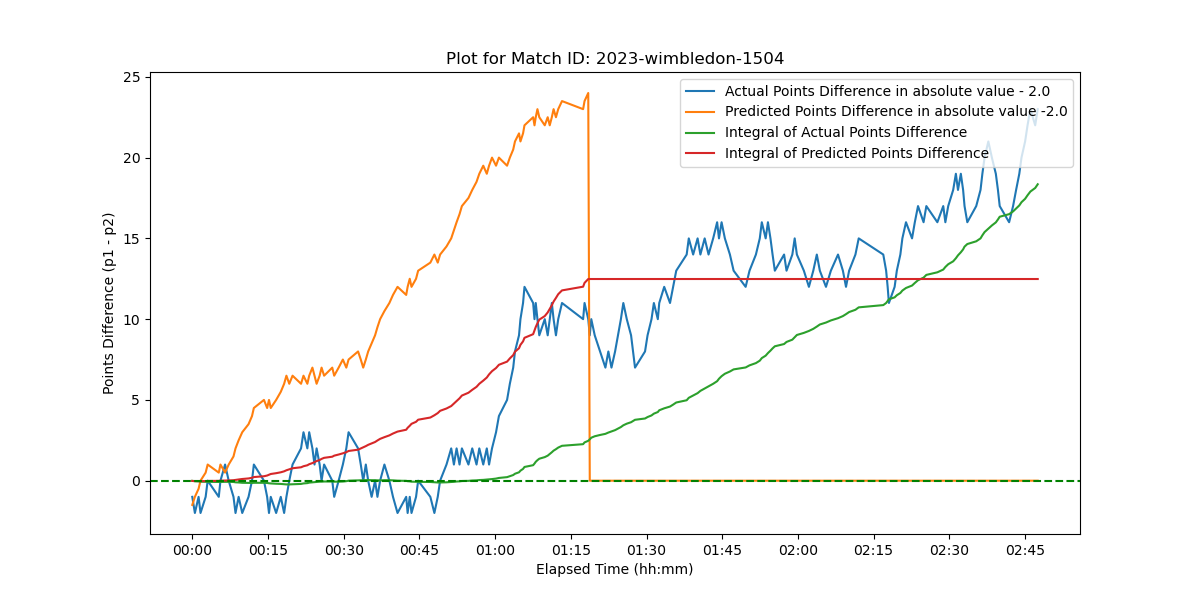 Plot for Match ID: 2023-wimbledon-1504
Actual Points Difference in absolute value - 2.0
Predicted Points Difference in absolute value -2.0
Integral of Actual Points Difference
Integral of Predicted Points Difference
25
20
15
10
5
0
Points Difference (p1 - p2)
00:00 00:15 00:30 00:45 01:00 01:15 01:30 01:45 02:00 02:15 02:30 02:45
Elapsed Time (hh:mm)